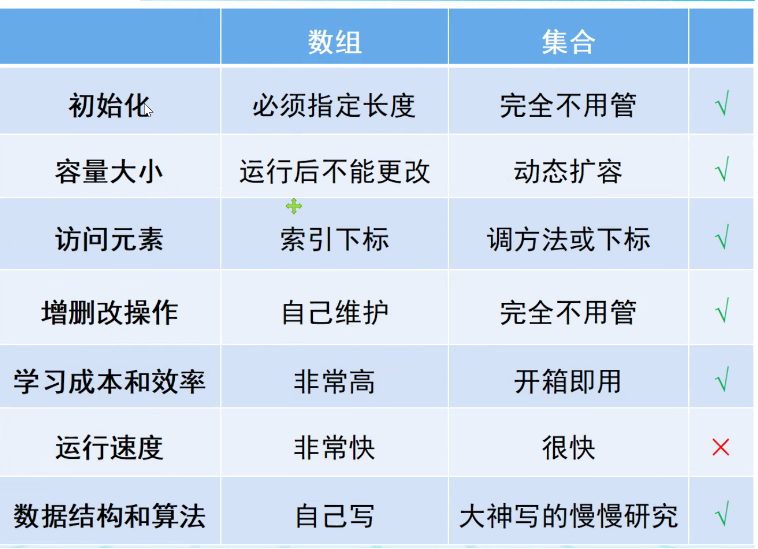 数组 集合
初始化 必须指定长度 完全不用管 √
容量大小 运行后不能更改 动态扩容 √
访问元素 索引下标 调方法或下标 √
增删改操作 自己维护 完全不用管 √
学习成本和效率 非常高 开箱即用 √
运行速度 非常快 很快 ×
数据结构和算法 自己写 大神写的慢慢研究 √